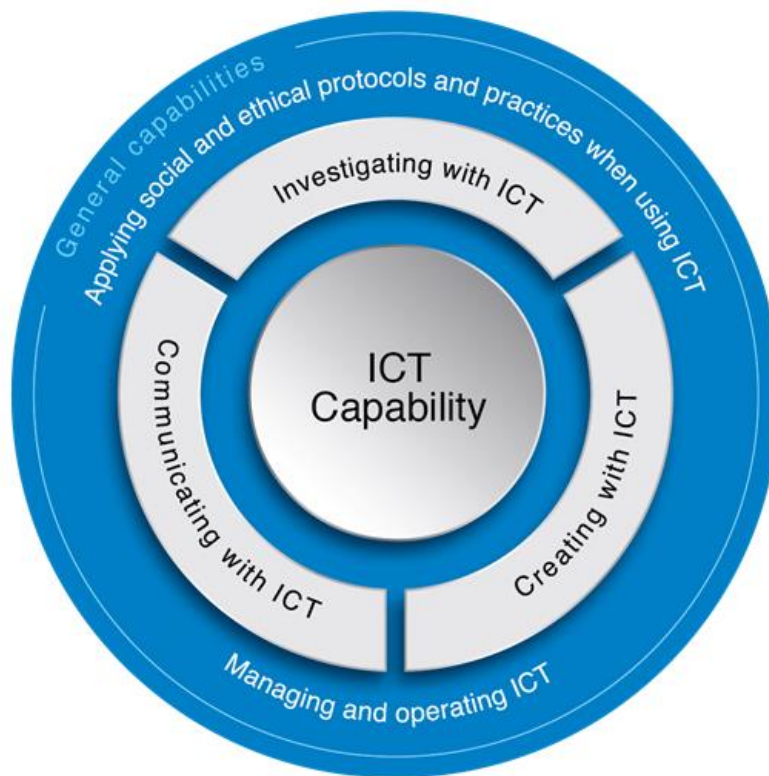 General capabilities
Applying social and ethical protocols and practices when using ICT
Investigating with ICT
ICT
Capability
Communicating with ICT
Creating with ICT
Managing and operating ICT